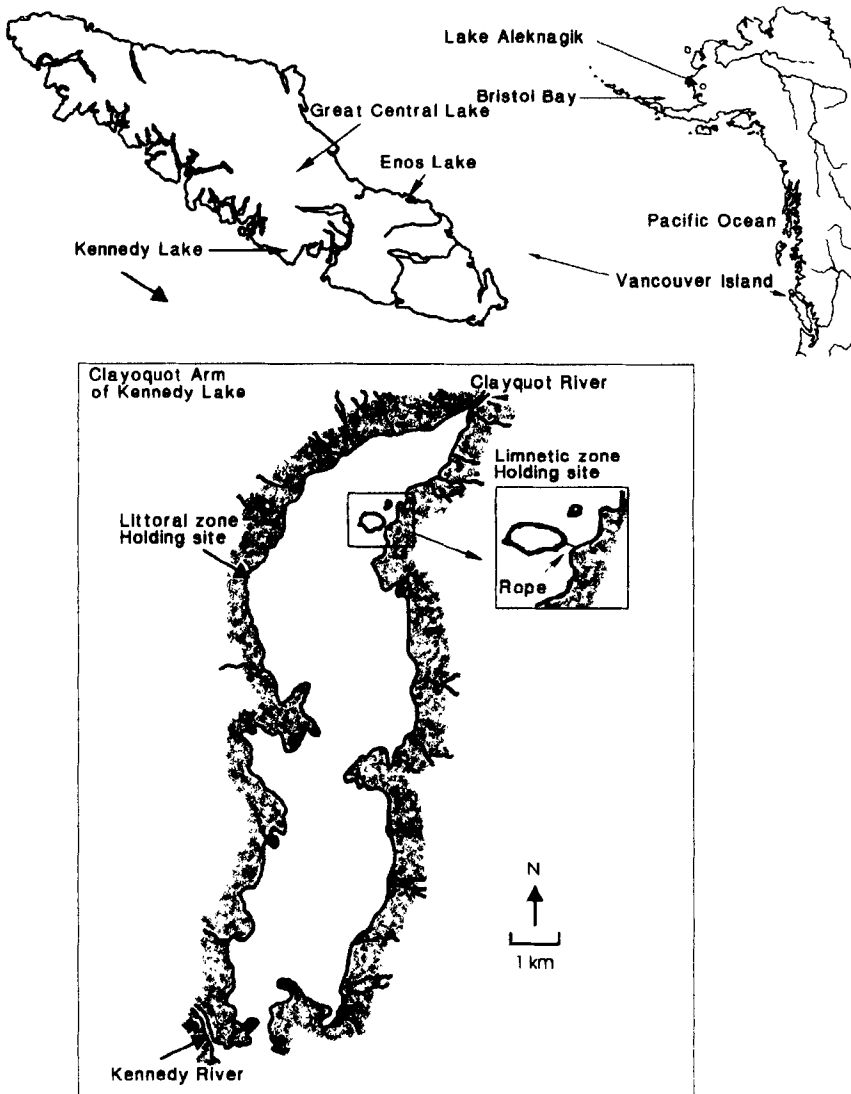 Lake Aleknagik
Bristol Bay
Great Central Lake
Enos Lake
Pacific Ocean
Kennedy Lake
Vancouver Island
Clayoquot Arm
of Kennedy Lake
Clayquot River
Limnetic zone
Holding site
Littoral zone
Holding site
Rope
N
1 km
Kennedy River